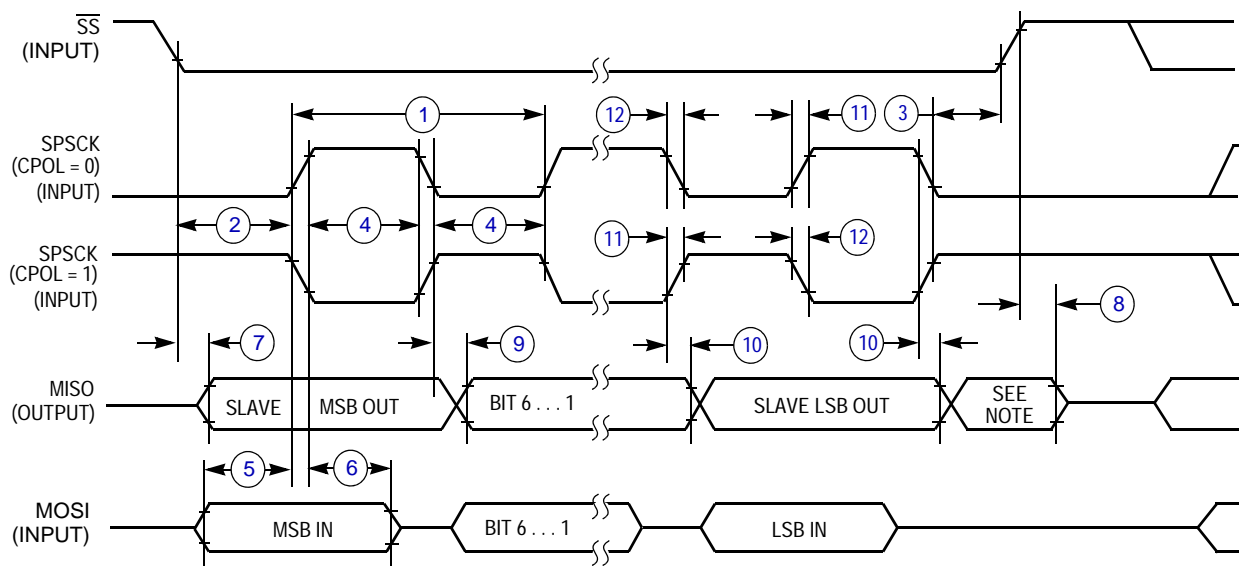 SS
(INPUT)
1
12
11
3
SPSCK
(CPOL = 0)
(INPUT)
2
4
4
11
12
SPSCK
(CPOL = 1)
(INPUT)
7
9
10
10
8
MISO
(OUTPUT)
SLAVE MSB OUT
BIT 6 . . . 1
SLAVE LSB OUT
SEE
NOTE
5
6
MOSI
(INPUT)
MSB IN
BIT 6 . . . 1
LSB IN